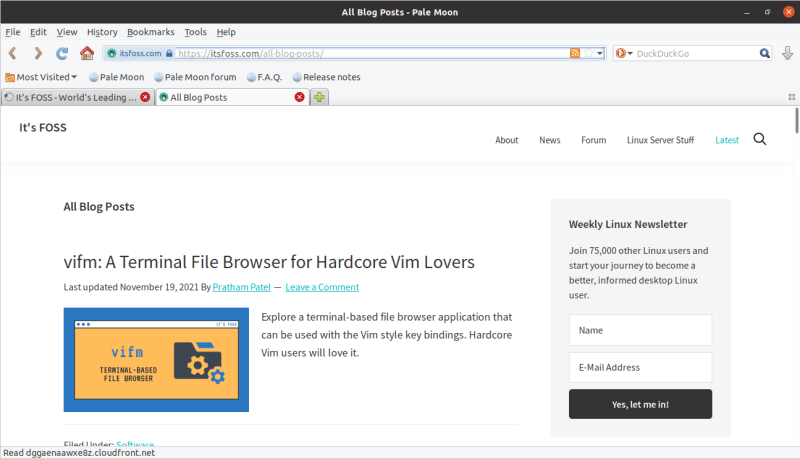 All Blog Posts - Pale Moon
File Edit View History Bookmarks Tools Help
itsfoss.com https://itsfoss.com/all-blog-posts/ DuckDuckGo
Most Visited Pale Moon Pale Moon forum F.A.Q. Release notes
It's FOSS - World's Leading ... All Blog Posts
It's FOSS
About News Forum Linux Server Stuff Latest
All Blog Posts
vifm: A Terminal File Browser for Hardcore Vim Lovers
Last updated November 19, 2021 By Pratham Patel — Leave a Comment
IT'S FOSS
vifm
TERMINAL-BASED
FILE BROWSER
Explore a terminal-based file browser application that
can be used with the Vim style key bindings. Hardcore
Vim users will love it.
Filed Under: Software
Weekly Linux Newsletter
Join 75,000 other Linux users and
start your journey to become a
better, informed desktop Linux
user.
Name
E-Mail Address
Yes, let me in!
Read dggaenaawxe8z.cloudfront.net